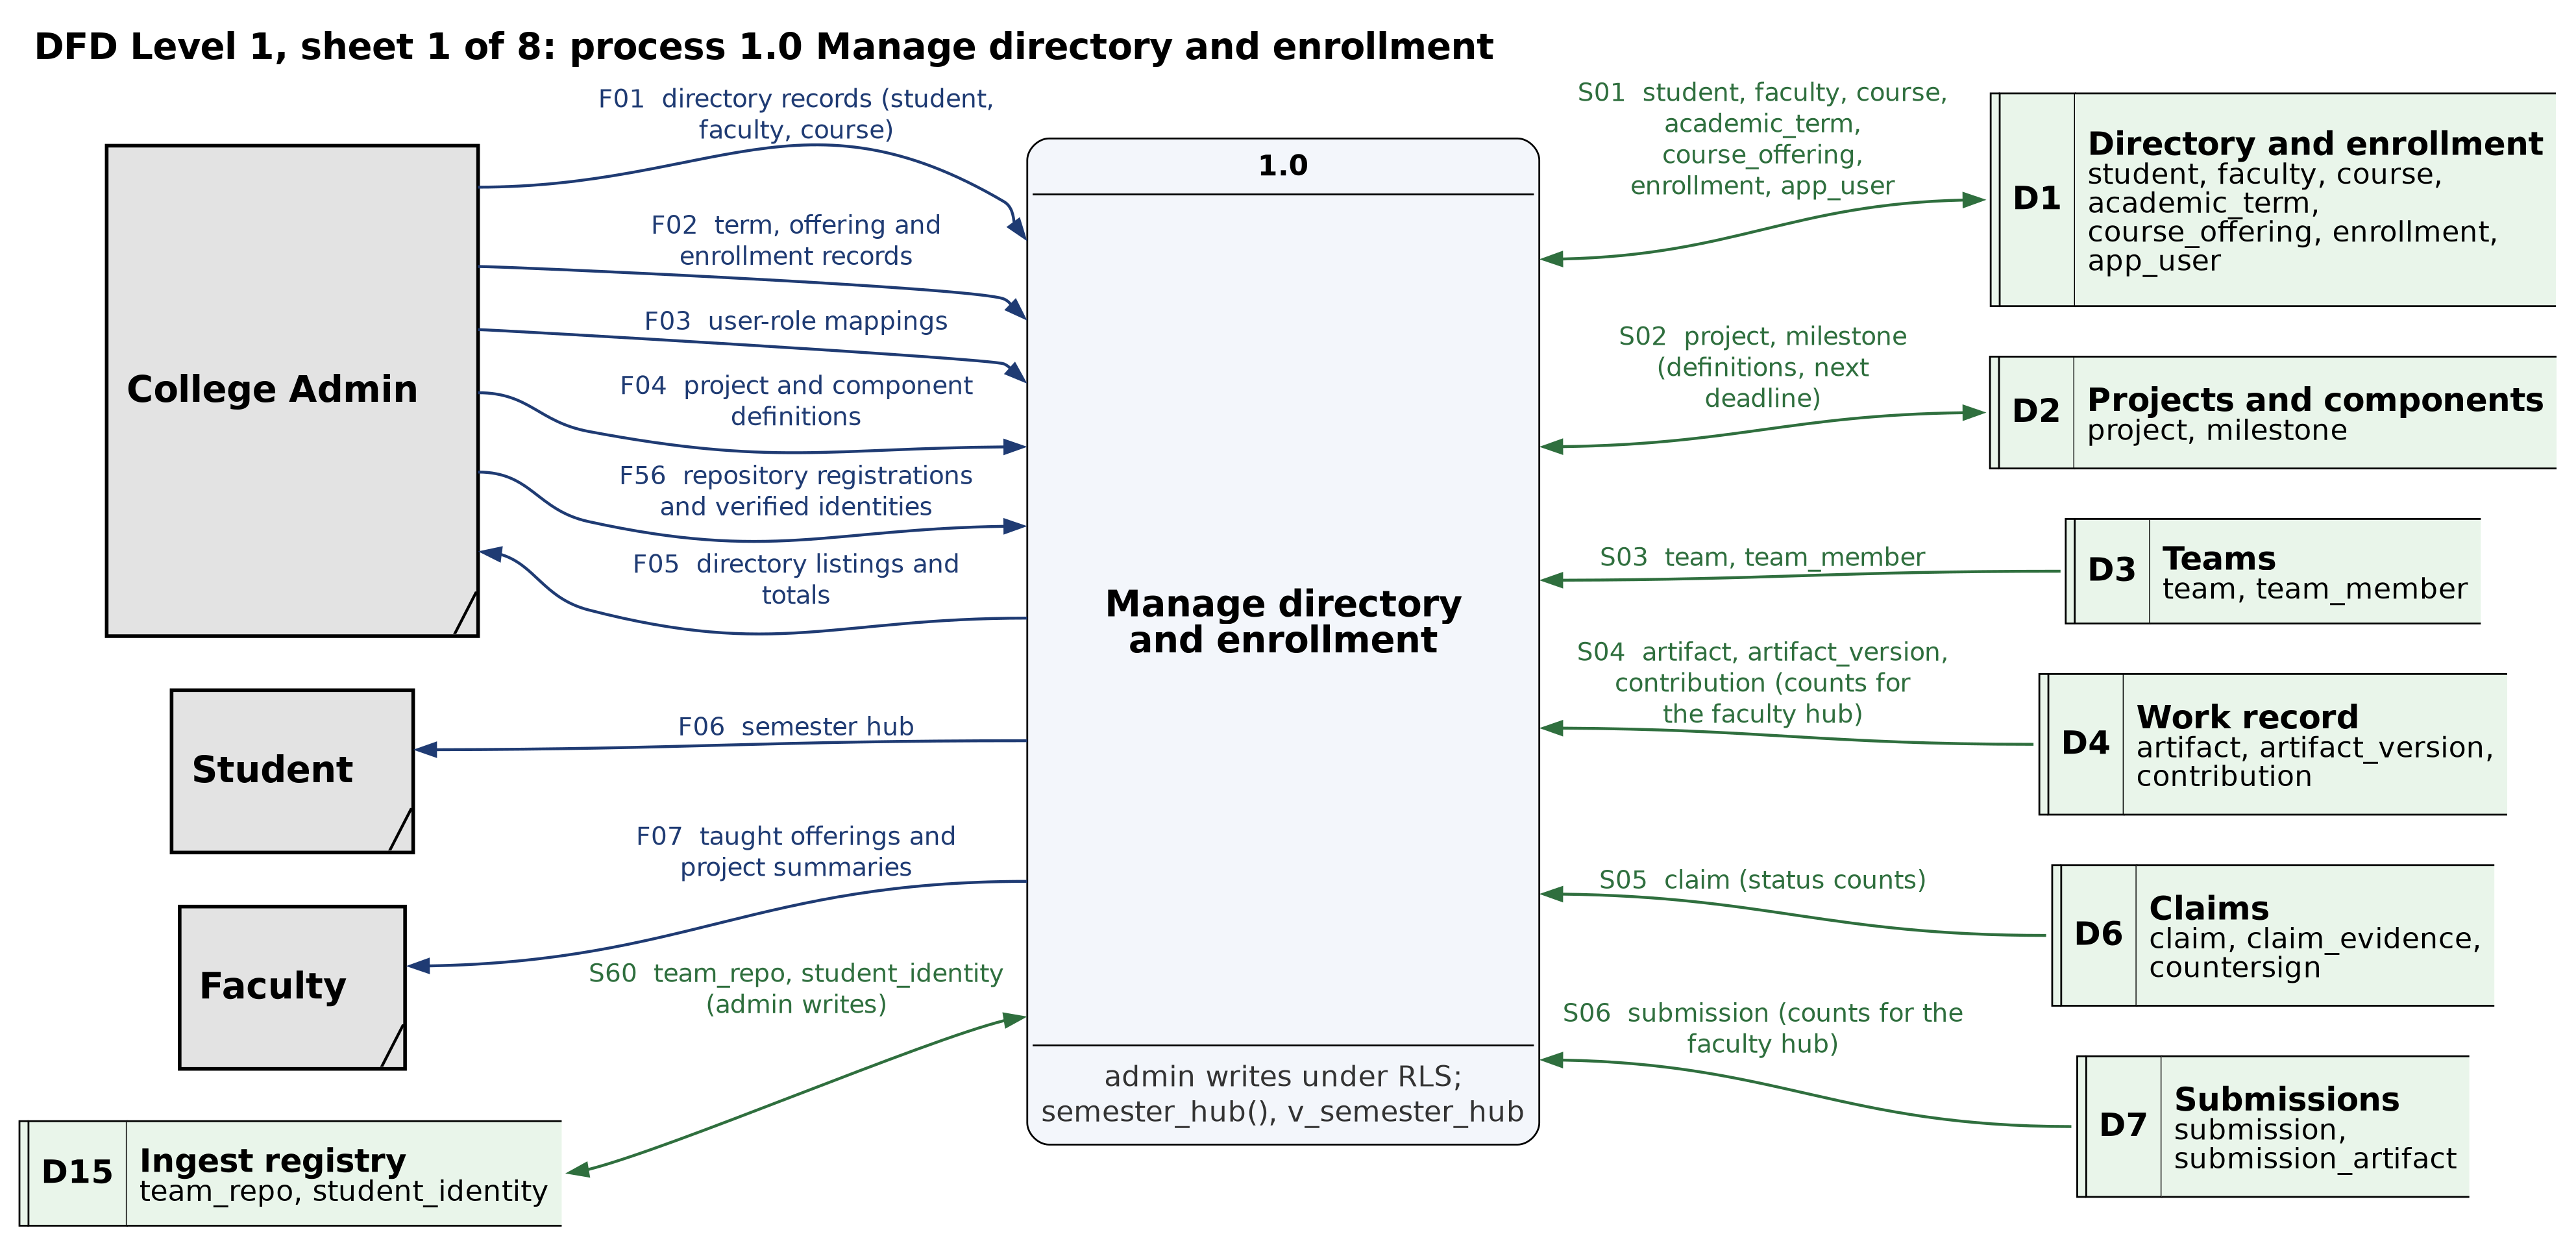 DFD Level 1, sheet 1 of 8: process 1.0 Manage directory and enrollment
College Admin
F01 directory records (student,
faculty, course)
F02 term, offering and
enrollment records
F03 user-role mappings
F04 project and component
definitions
F56 repository registrations
and verified identities
F05 directory listings and
totals
Student
F06 semester hub
Faculty
F07 taught offerings and
project summaries
S60 team_repo, student_identity
(admin writes)
D15
Ingest registry
team_repo, student_identity
1.0
Manage directory
and enrollment
admin writes under RLS;
semester_hub(), v_semester_hub
S01 student, faculty, course,
academic_term,
course_offering,
enrollment, app_user
D1
Directory and enrollment
student, faculty, course,
academic_term,
course_offering, enrollment,
app_user
S02 project, milestone
(definitions, next
deadline)
D2
Projects and components
project, milestone
S03 team, team_member
D3
Teams
team, team_member
S04 artifact, artifact_version,
contribution (counts for
the faculty hub)
D4
Work record
artifact, artifact_version,
contribution
S05 claim (status counts)
D6
Claims
claim, claim_evidence,
countersign
S06 submission (counts for the
faculty hub)
D7
Submissions
submission,
submission_artifact